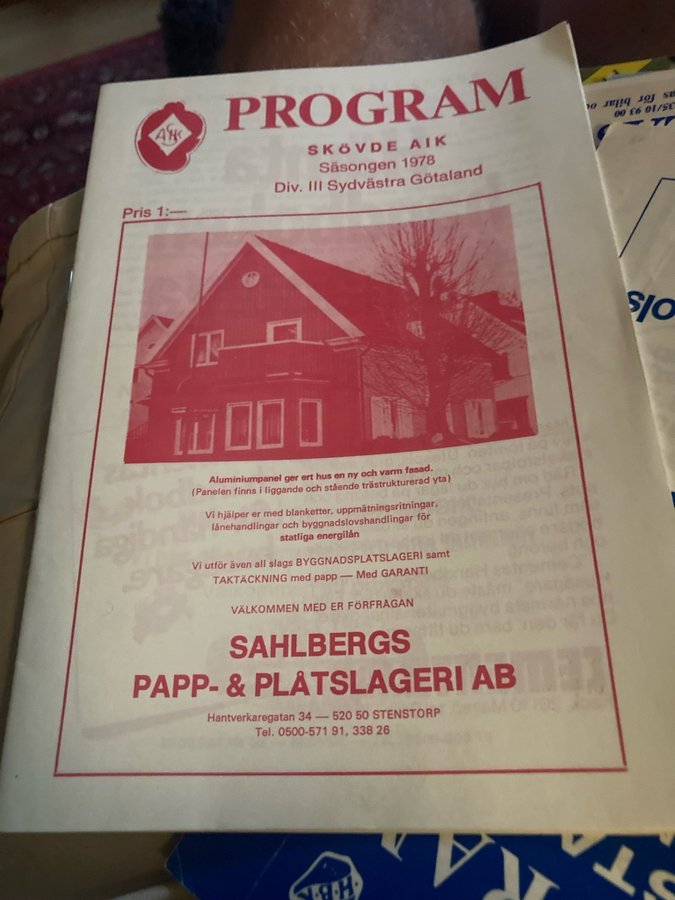 PROGRAM
SKÖVDE AIK
Säsongen 1978
Div. III Sydvästra Götaland
Pris 1:—
Aluminiumpanel ger ert hus en ny och varm fasad.
(Panelen finns i liggande och stående trästrukturerad yta)
Vi hjälper er med blanketter, uppmätningsritningar,
lånehandlingar och byggnadslovshandlingar för
statliga energilån
Vi utför även all slags BYGGNADSPLÅTSLAGERI samt
TAKTÄCKNING med papp — Med GARANTI
VÄLKOMMEN MED ER FÖRFRÅGAN
SAHLBERGS
PAPP- & PLÅTSLAGERI AB
Hantverkaregatan 34 — 520 50 STENSTORP
Tel. 0500-571 91, 338 26
H·B·K